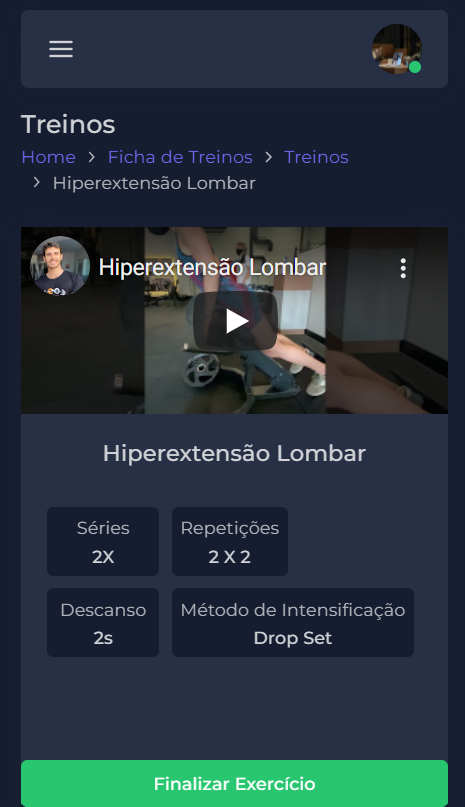 Treinos
Home > Ficha de Treinos > Treinos
> Hiperextensão Lombar
Hiperextensão Lombar
Hiperextensão Lombar
Séries
2X
Repetições
2 X 2
Descanso
2s
Método de Intensificação
Drop Set
Finalizar Exercício